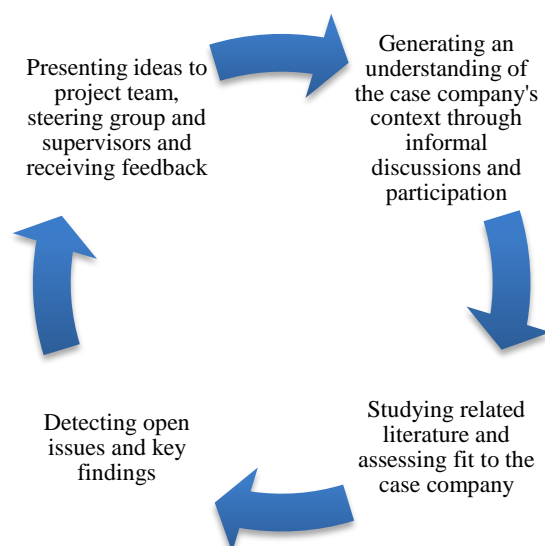 Presenting ideas to
project team,
steering group and
supervisors and
receiving feedback
Generating an
understanding of
the case company's
context through
informal
discussions and
participation
Studying related
literature and
assessing fit to the
case company
Detecting open
issues and key
findings